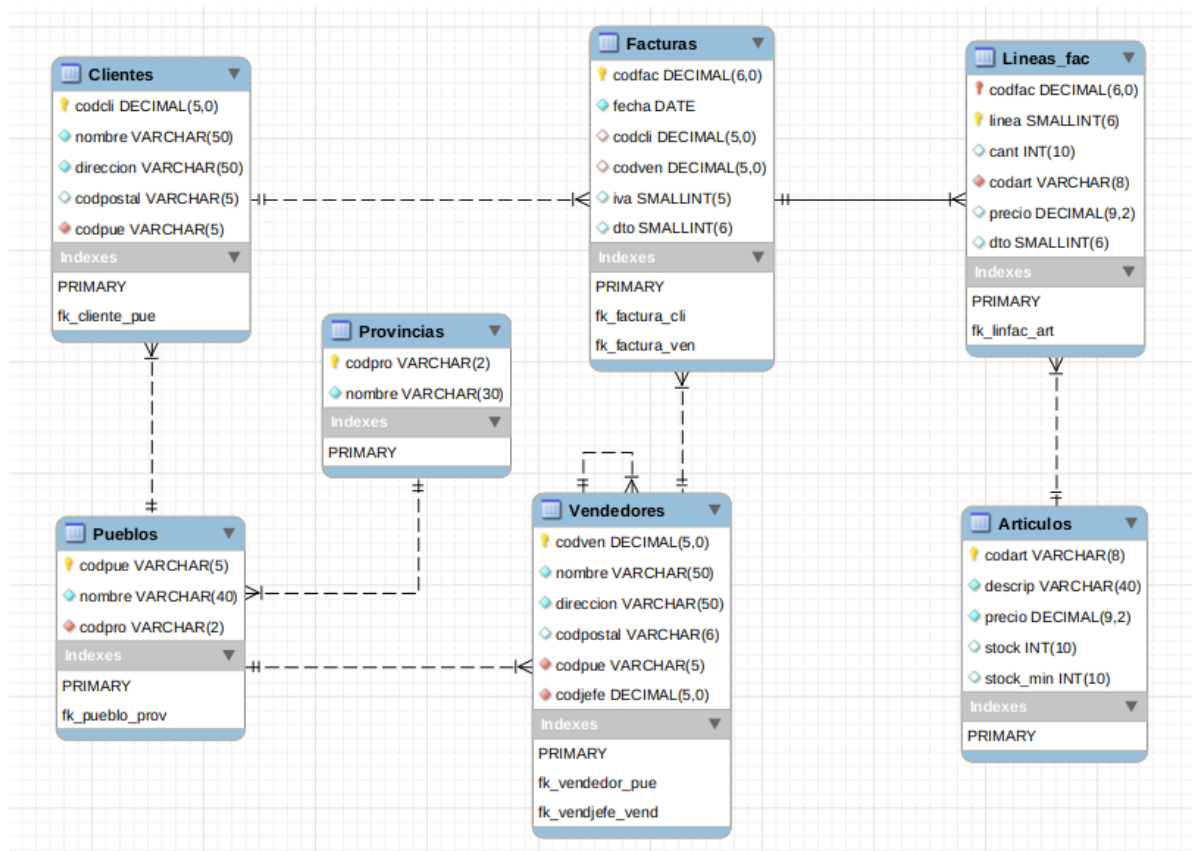 Clientes
codcli DECIMAL(5,0)
nombre VARCHAR(50)
direccion VARCHAR(50)
codpostal VARCHAR(5)
codpue VARCHAR(5)
Indexes
PRIMARY
fk_cliente_pue
Facturas
codfac DECIMAL(6,0)
fecha DATE
codcli DECIMAL(5,0)
codven DECIMAL(5,0)
iva SMALLINT(5)
dto SMALLINT(6)
Indexes
PRIMARY
fk_factura_cli
fk_factura_ven
Lineas_fac
codfac DECIMAL(6,0)
linea SMALLINT(6)
cant INT(10)
codart VARCHAR(8)
precio DECIMAL(9,2)
dto SMALLINT(6)
Indexes
PRIMARY
fk_linfac_art
Provincias
codpro VARCHAR(2)
nombre VARCHAR(30)
Indexes
PRIMARY
Pueblos
codpue VARCHAR(5)
nombre VARCHAR(40)
codpro VARCHAR(2)
Indexes
PRIMARY
fk_pueblo_prov
Vendedores
codven DECIMAL(5,0)
nombre VARCHAR(50)
direccion VARCHAR(50)
codpostal VARCHAR(6)
codpue VARCHAR(5)
codjefe DECIMAL(5,0)
Indexes
PRIMARY
fk_vendedor_pue
fk_vendjefe_vend
Articulos
codart VARCHAR(8)
descrip VARCHAR(40)
precio DECIMAL(9,2)
stock INT(10)
stock_min INT(10)
Indexes
PRIMARY